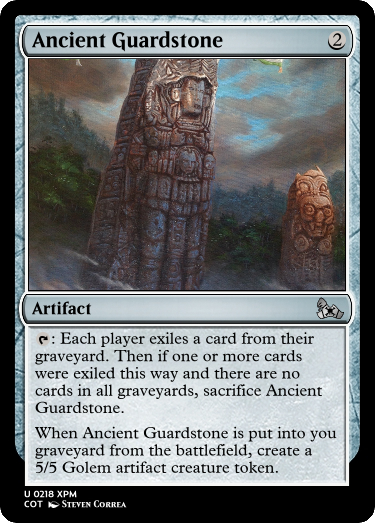 Ancient Guardstone 2
Artifact
: Each player exiles a card from their
graveyard. Then if one or more cards
were exiled this way and there are no
cards in all graveyards, sacrifice Ancient
Guardstone.
When Ancient Guardstone is put into you
graveyard from the battlefield, create a
5/5 Golem artifact creature token.
U 0218 XPM
COT Steven Correa